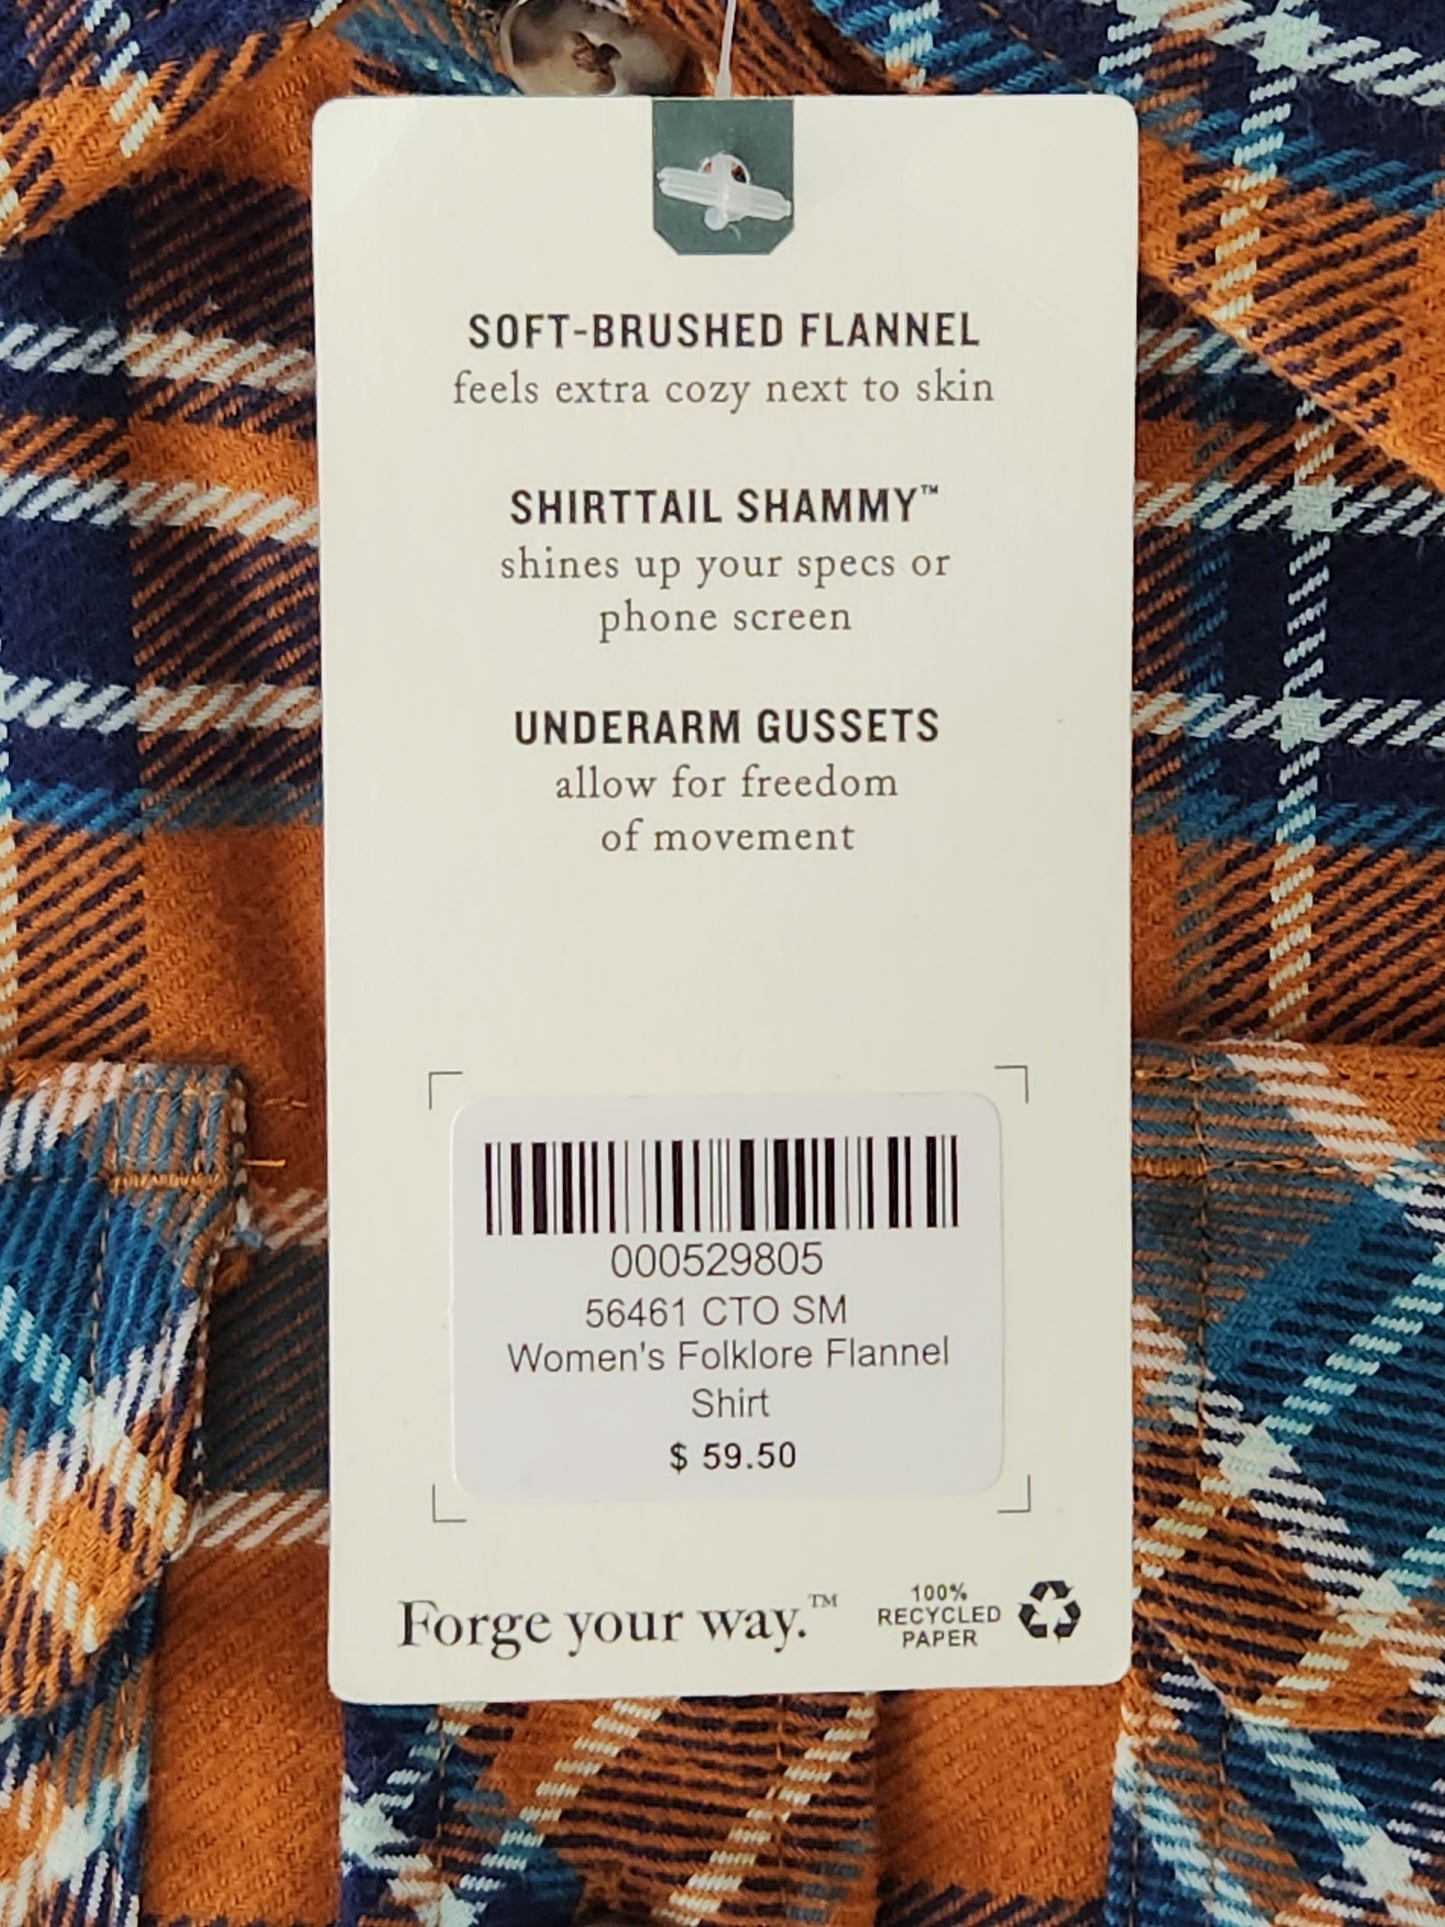 SOFT-BRUSHED FLANNEL
feels extra cozy next to skin
SHIRTTAIL SHAMMY™
shines up your specs or
phone screen
UNDERARM GUSSETS
allow for freedom
of movement
000529805
56461 CTO SM
Women's Folklore Flannel
Shirt
$ 59.50
Forge your way.™
100%
RECYCLED
PAPER